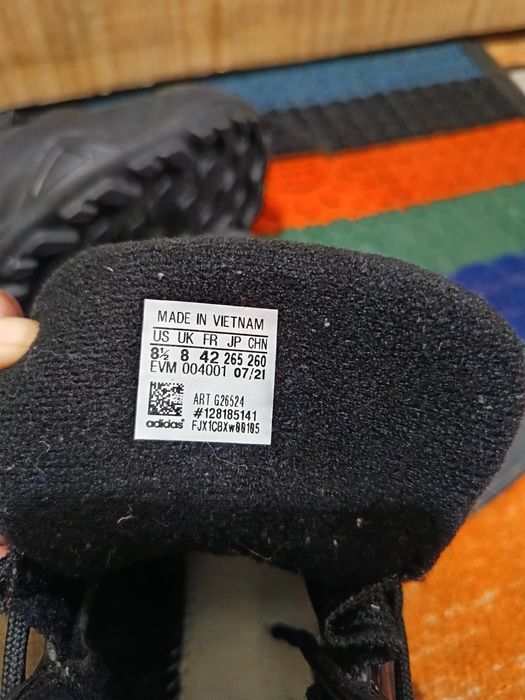 MADE IN VIETNAM
US UK FR JP CHN
8½ 8 42 265 260
EVM 004001 07/21
ART G26524
#128185141
adidas® FJX1CBXw00105